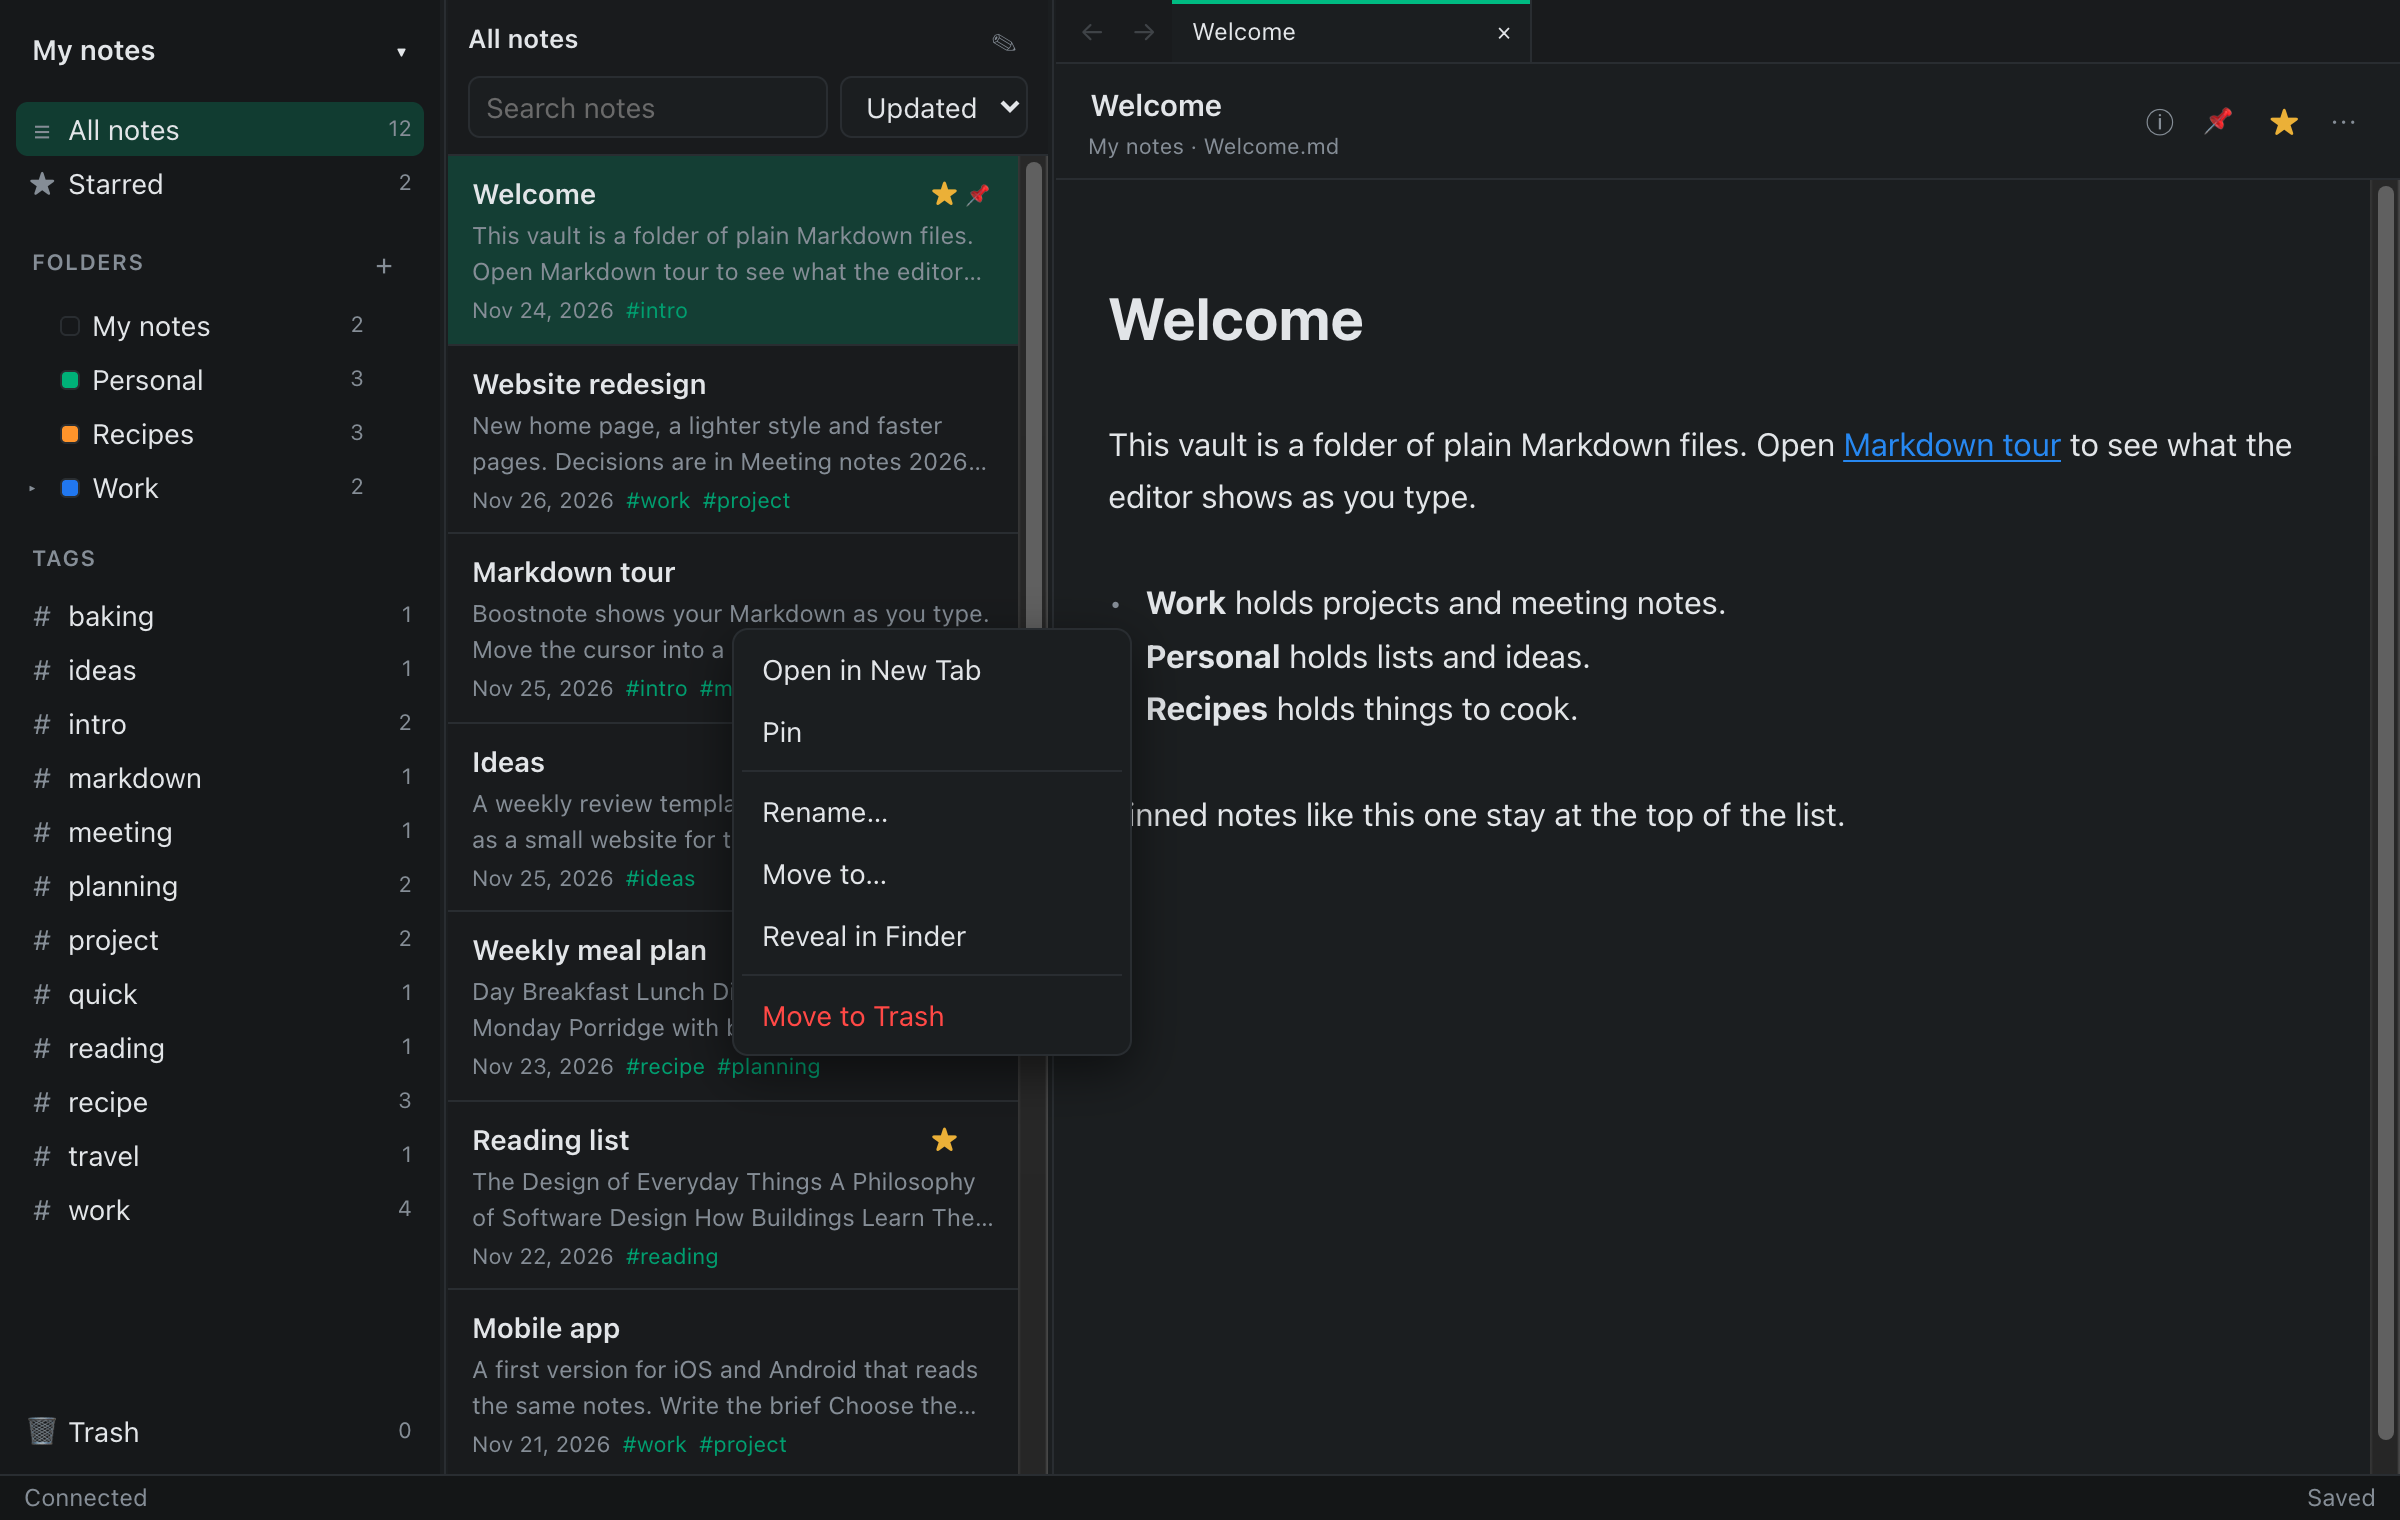 My notes
All notes 12
Starred 2
FOLDERS
My notes 2
Personal 3
Recipes 3
Work 2
TAGS
# baking 1
# ideas 1
# intro 2
# markdown 1
# meeting 1
# planning 2
# project 2
# quick 1
# reading 1
# recipe 3
# travel 1
# work 4
Trash 0
Connected
All notes
Search notes
Updated
Welcome
This vault is a folder of plain Markdown files.
Open Markdown tour to see what the editor...
Nov 24, 2026 #intro
Website redesign
New home page, a lighter style and faster
pages. Decisions are in Meeting notes 2026...
Nov 26, 2026 #work #project
Markdown tour
Boostnote shows your Markdown as you type.
Move the cursor into a
Nov 25, 2026 #intro #m
Ideas
A weekly review templa
as a small website for t
Nov 25, 2026 #ideas
Weekly meal plan
Day Breakfast Lunch Di
Monday Porridge with b
Nov 23, 2026 #recipe #planning
Reading list
The Design of Everyday Things A Philosophy
of Software Design How Buildings Learn The...
Nov 22, 2026 #reading
Mobile app
A first version for iOS and Android that reads
the same notes. Write the brief Choose the...
Nov 21, 2026 #work #project
Open in New Tab
Pin
Rename...
Move to...
Reveal in Finder
Move to Trash
Welcome
Welcome
My notes · Welcome.md
Welcome
This vault is a folder of plain Markdown files. Open Markdown tour to see what the
editor shows as you type.
• Work holds projects and meeting notes.
Personal holds lists and ideas.
Recipes holds things to cook.
inned notes like this one stay at the top of the list.
Saved